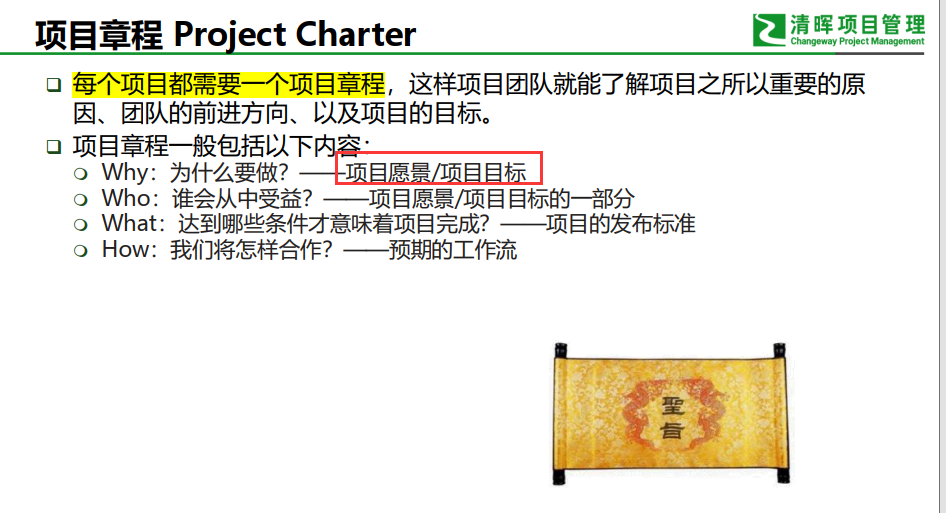 项目章程 Project Charter
清晖项目管理
Changeway Project Management
每个项目都需要一个项目章程，这样项目团队就能了解项目之所以重要的原
因、团队的前进方向、以及项目的目标。
项目章程一般包括以下内容：
Why：为什么要做？——项目愿景/项目目标
Who：谁会从中受益？——项目愿景/项目目标的一部分
What：达到哪些条件才意味着项目完成？——项目的发布标准
How：我们将怎样合作？——预期的工作流
聖
旨